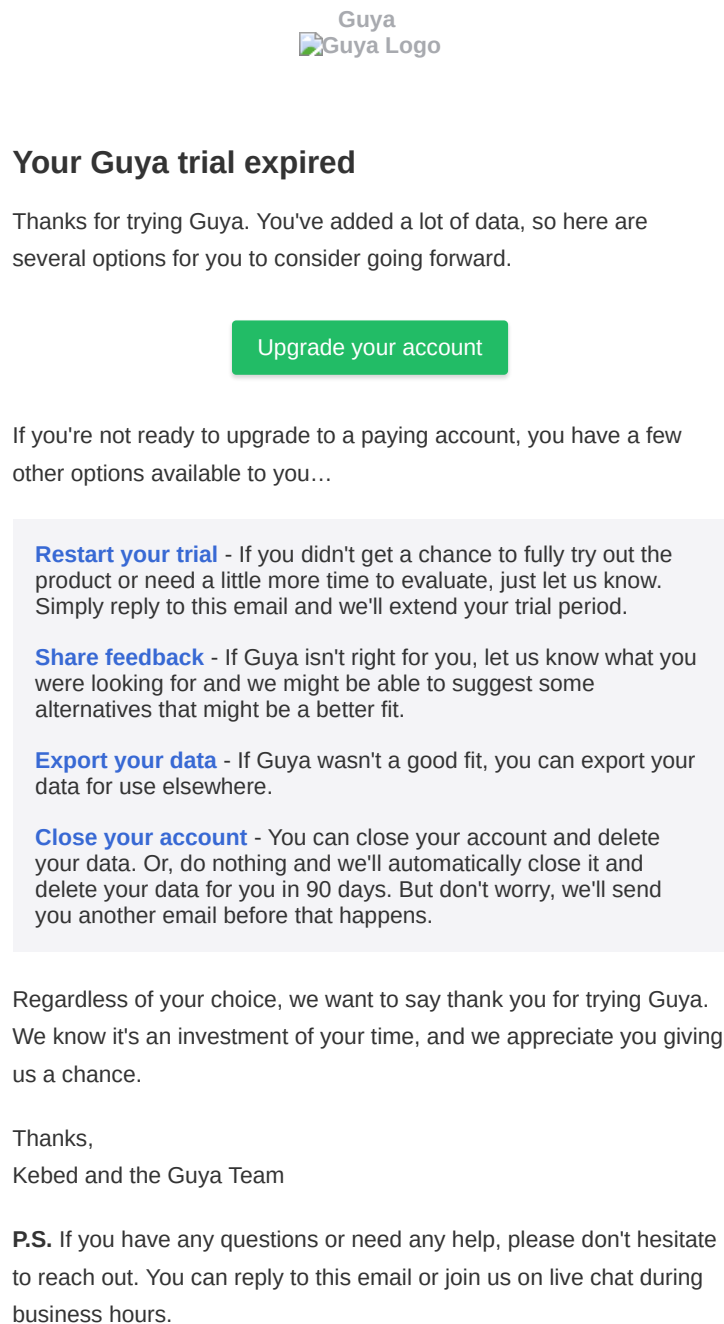 Guya
Guya Logo
Your Guya trial expired
Thanks for trying Guya. You've added a lot of data, so here are
several options for you to consider going forward.
Upgrade your account
If you're not ready to upgrade to a paying account, you have a few
other options available to you…
Restart your trial - If you didn't get a chance to fully try out the
product or need a little more time to evaluate, just let us know.
Simply reply to this email and we'll extend your trial period.
Share feedback - If Guya isn't right for you, let us know what you
were looking for and we might be able to suggest some
alternatives that might be a better fit.
Export your data - If Guya wasn't a good fit, you can export your
data for use elsewhere.
Close your account - You can close your account and delete
your data. Or, do nothing and we'll automatically close it and
delete your data for you in 90 days. But don't worry, we'll send
you another email before that happens.
Regardless of your choice, we want to say thank you for trying Guya.
We know it's an investment of your time, and we appreciate you giving
us a chance.
Thanks,
Kebed and the Guya Team
P.S. If you have any questions or need any help, please don't hesitate
to reach out. You can reply to this email or join us on live chat during
business hours.